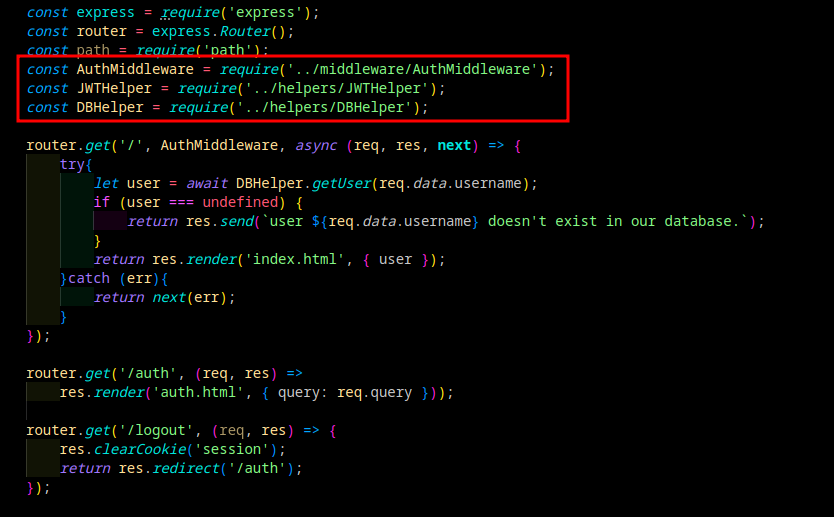 const express = require('express');
const router = express.Router();
const path = require('path');
const AuthMiddleware = require('../middleware/AuthMiddleware');
const JWTHelper = require('../helpers/JWTHelper');
const DBHelper = require('../helpers/DBHelper');
router.get('/', AuthMiddleware, async (req, res, next) => {
try{
let user = await DBHelper.getUser(req.data.username);
if (user === undefined) {
return res.send(`user ${req.data.username} doesn't exist in our database.`);
}
return res.render('index.html', { user });
}catch (err){
return next(err);
}
});
router.get('/auth', (req, res) =>
res.render('auth.html', { query: req.query }));
router.get('/logout', (req, res) => {
res.clearCookie('session');
return res.redirect('/auth');
});